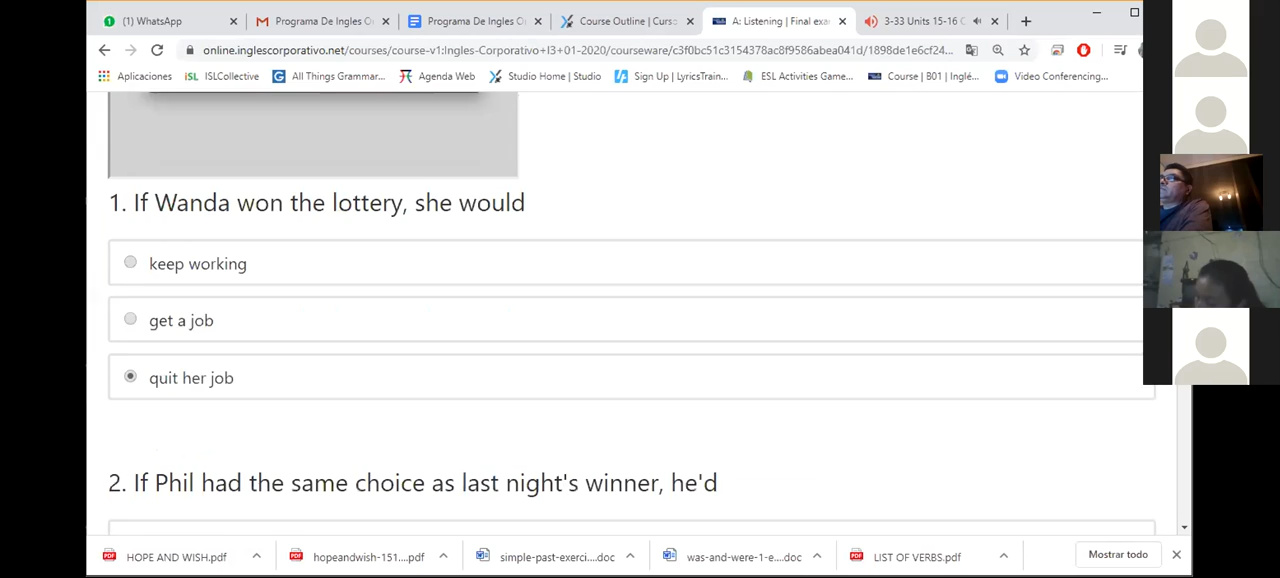 (1) WhatsApp
Programa De Ingles C
Programa De Ingles C
Course Outline | Curs
A: Listening | Final exa
3-33 Units 15-16
online.inglescorporativo.net/courses/course-v1:Ingles-Corporativo+I3+01-2020/courseware/c3f0bc51c3154378ac8f9586abea041d/1898de1e6cf24...
Aplicaciones
iSLCollective
All Things Grammar...
Agenda Web
Studio Home | Studio
Sign Up | LyricsTrain...
ESL Activities Game...
Course | B01 | Inglé...
Video Conferencing...
1. If Wanda won the lottery, she would
keep working
get a job
quit her job
2. If Phil had the same choice as last night's winner, he'd
HOPE AND WISH.pdf
hopeandwish-151....pdf
simple-past-exerci....doc
was-and-were-1-e....doc
LIST OF VERBS.pdf
Mostrar todo